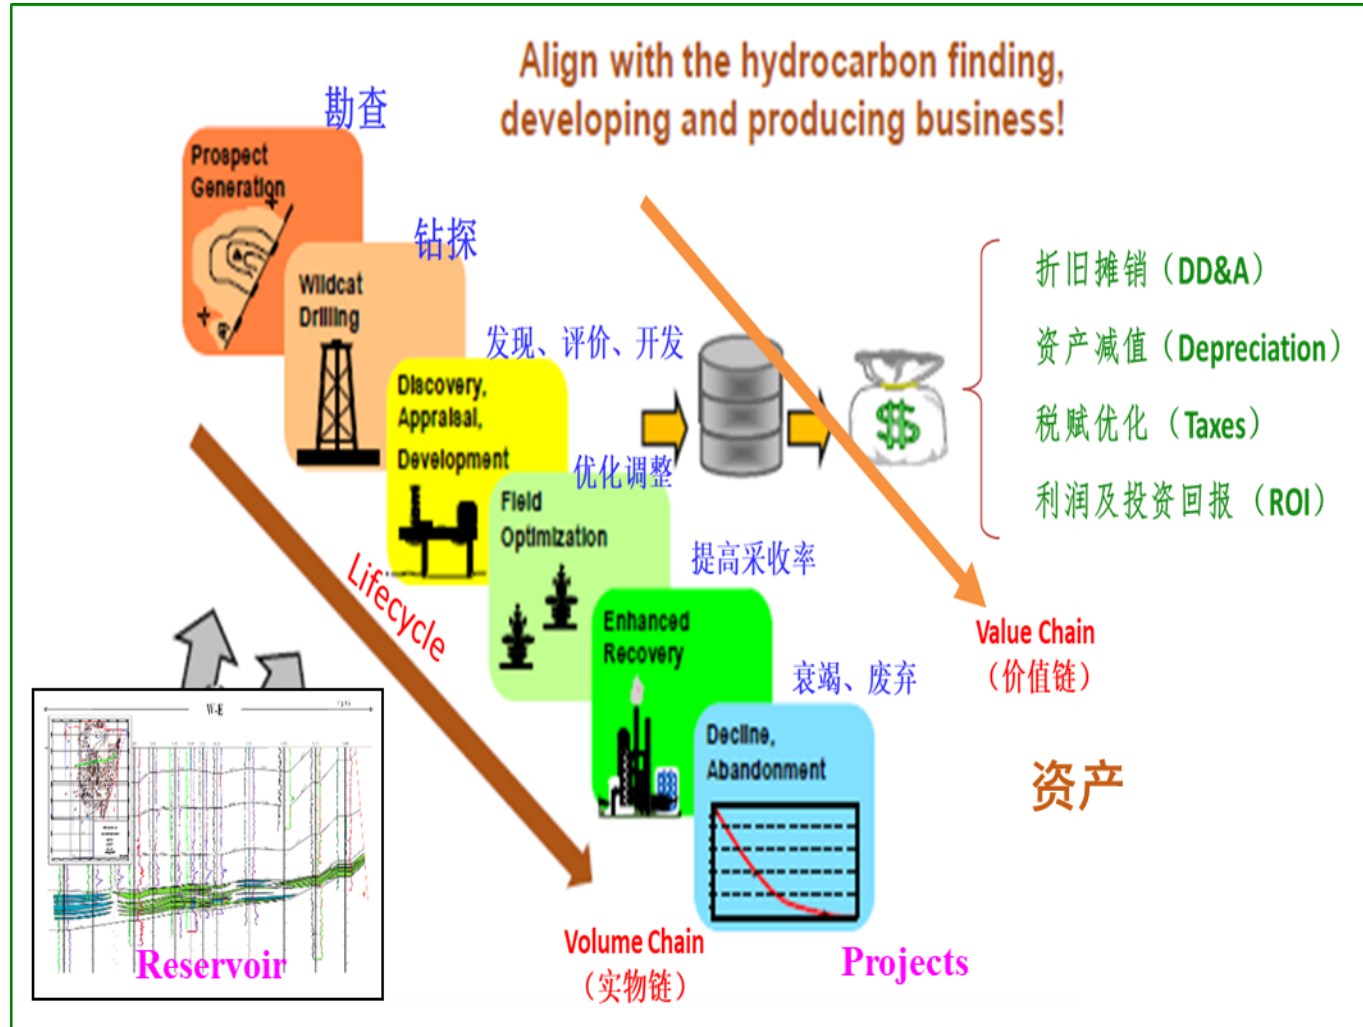 Align with the hydrocarbon finding,
developing and producing business!
勘查
Prospect
Generation
钻探
Wildcat
Drilling
发现、评价、开发
Discovery,
Appraisal,
Development
优化调整
Field
Optimization
提高采收率
Enhanced
Recovery
衰竭、废弃
Decline,
Abandonment
折旧摊销（DD&A）
资产减值（Depreciation）
税赋优化（Taxes）
利润及投资回报（ROI）
$$
Lifecycle
Value Chain
（价值链）
资产
W-E
Reservoir
Volume Chain
（实物链）
Projects